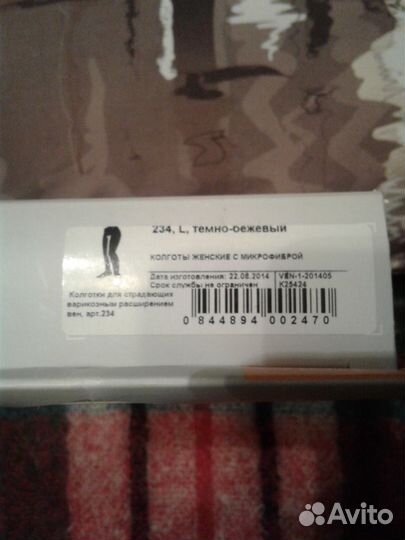 234, L, темно-бежевый
КОЛГОТЫ ЖЕНСКИЕ С МИКРОФИБРОЙ
Дата изготовления: 22.08.2014
Срок службы не ограничен
VEN-1-201405
K25424
Колготки для страдающих
варикозным расширением
вен, арт.234
0 844894 002470
Avito